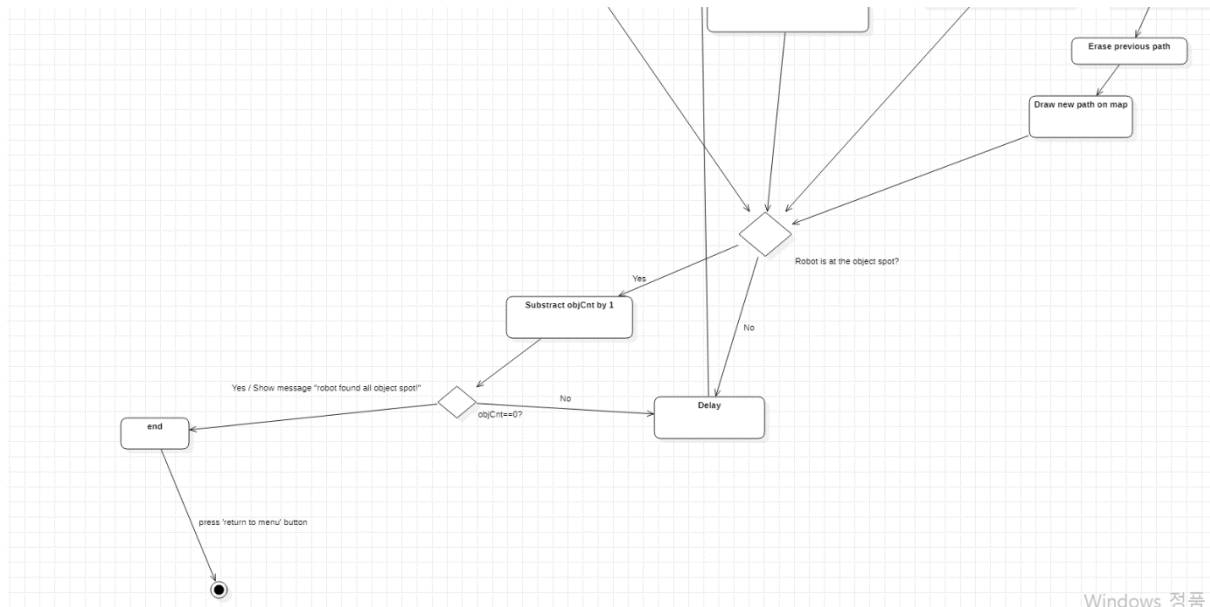 Erase previous path
Draw new path on map
Robot is at the object spot?
Yes
Substract objCnt by 1
No
Yes / Show message "robot found all object spot!"
No
objCnt==0?
Delay
end
press 'return to menu' button
Windows 정품